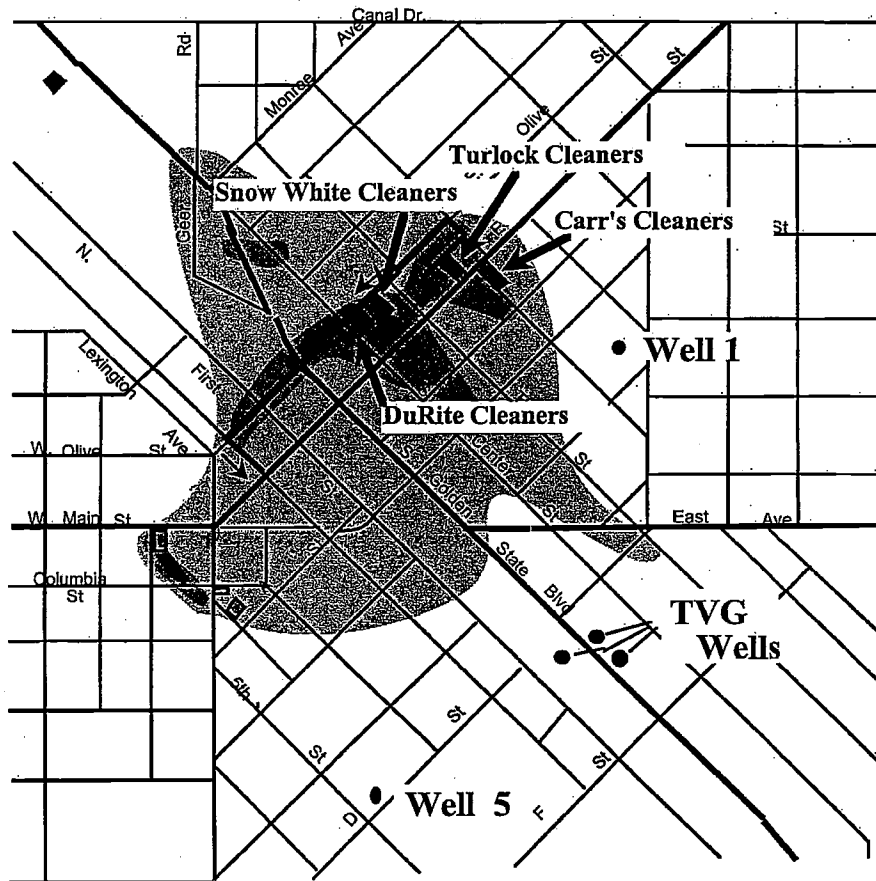 Canal Dr.
Rd
Ave
Monroe
St
St
Olive
Turlock Cleaners
Snow White Cleaners
Carr's Cleaners
St
Geer
N.
Well 1
Lexington
First
Ave
DuRite Cleaners
W. Olive St
Center
St
Golden
St
St
W. Main St
East Ave
State
Columbia
St
Blvd
TVG
Wells
5th
St
St
St
Well 5
D
F